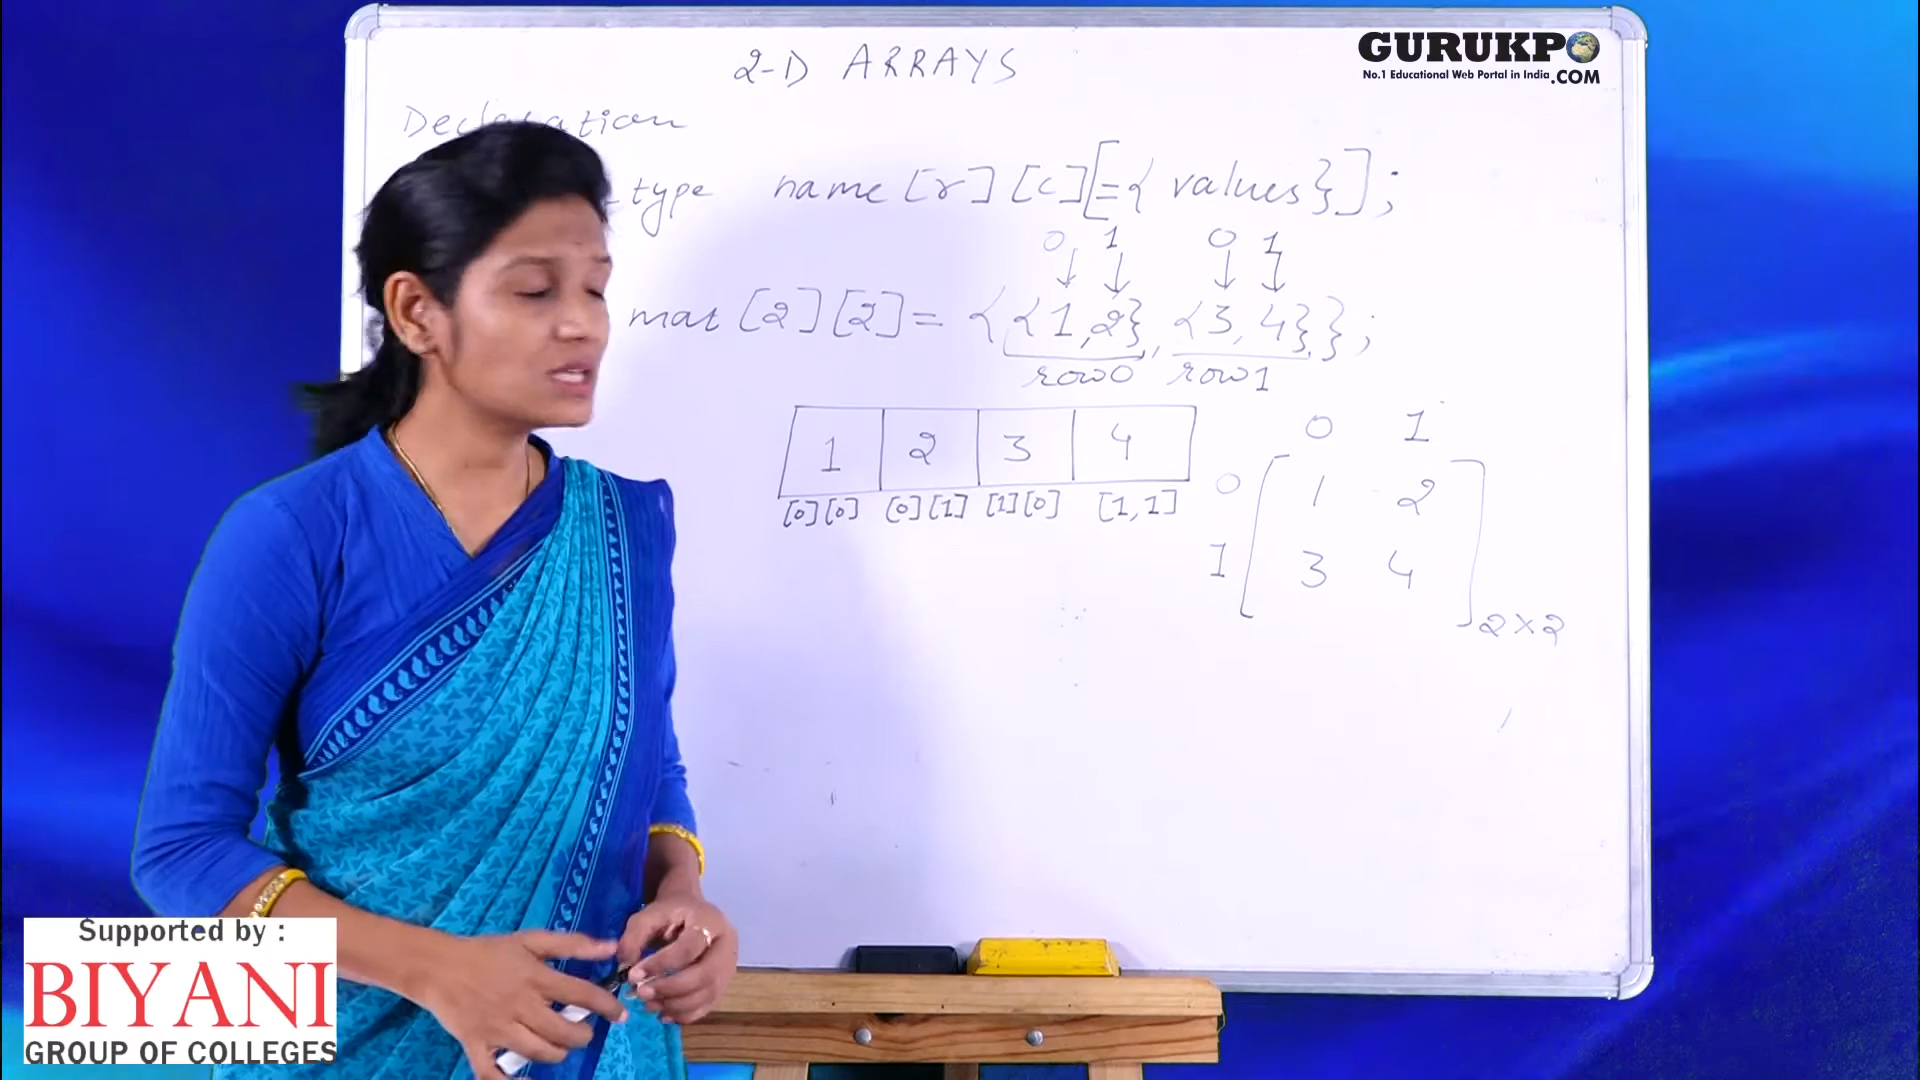 2-D ARRAYS
GURUKPO
No.1 Educational Web Portal in India .COM
Declaration
type name [r] [c] [={ values}];
0 1 0 1
mat [2] [2] = { {1,2}, {3, 4} };
row0 row1
1 2 3 4
[0][0] [0][1] [1][0] [1,1]
0 1
0 1 2
1 3 4
2×2
Supported by :
BIYANI
GROUP OF COLLEGES